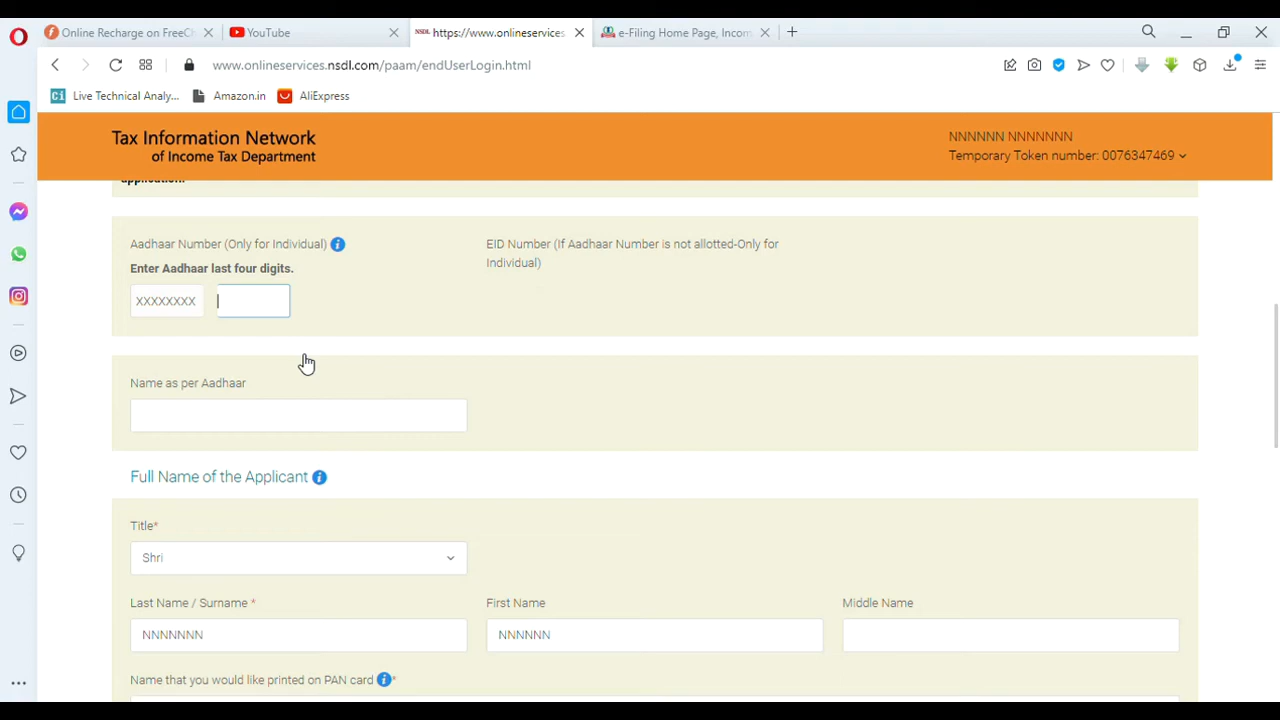 Online Recharge on FreeCh
YouTube
NSDL https://www.onlineservices
e-Filing Home Page, Incom
www.onlineservices.nsdl.com/paam/endUserLogin.html
Live Technical Analy...
Amazon.in
AliExpress
Tax Information Network
of Income Tax Department
NNNNNN NNNNNNN
Temporary Token number: 0076347469
application.
Aadhaar Number (Only for Individual)
EID Number (If Aadhaar Number is not allotted-Only for
Individual)
Enter Aadhaar last four digits.
XXXXXXXX
Name as per Aadhaar
Full Name of the Applicant
Title*
Shri
Last Name / Surname *
First Name
Middle Name
NNNNNNN
NNNNNN
Name that you would like printed on PAN card *